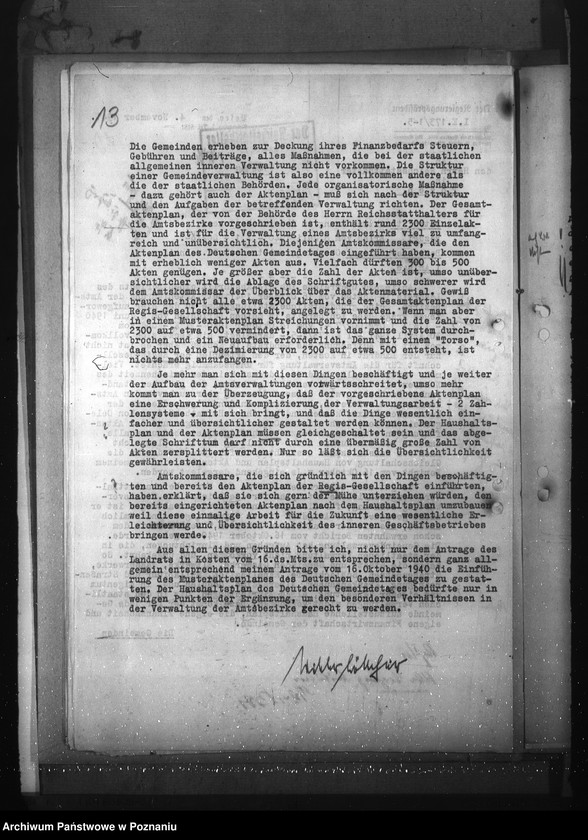 13
Die Gemeinden erheben zur Deckung ihres Finanzbedarfs Steuern,
Gebühren und Beiträge, alles Maßnahmen, die bei der staatlichen
allgemeinen inneren Verwaltung nicht vorkommen. Die Struktur
einer Gemeindeverwaltung ist also eine vollkommen andere als
die der staatlichen Behörden. Jede organisatorische Maßnahme
- dazu gehört auch der Aktenplan - muß sich nach der Struktur
und den Aufgaben der betreffenden Verwaltung richten. Der Gesamt-
aktenplan, der von der Behörde des Herrn Reichsstatthalters für
die Amtsbezirke vorgeschrieben ist, enthält rund 2300 Einzelak-
ten und ist für die Verwaltung eines Amtsbezirks viel zu umfang-
reich und unübersichtlich. Diejenigen Amtskommissare, die den
Aktenplan des Deutschen Gemeindetages eingeführt haben, kommen
mit erheblich weniger Akten aus. Vielfach dürften 300 bis 500
Akten genügen. Je größer aber die Zahl der Akten ist, umso unüber-
sichtlicher wird die Ablage des Schriftgutes, umso schwerer wird
dem Amtskommissar der Überblick über das Aktenmaterial. Gewiß
brauchen nicht alle etwa 2300 Akten, die der Gesamtaktenplan der
Regis-Gesellschaft vorsieht, angelegt zu werden. Wenn man aber
in einem Musteraktenplan Streichungen vornimmt und die Zahl von
2300 auf etwa 500 vermindert, dann ist das ganze System durch-
brochen und ein Neuaufbau erforderlich. Denn mit einem "Torso",
das durch eine Dezimierung von 2300 auf etwa 500 entsteht, ist
nichts mehr anzufangen.
Je mehr man sich mit diesen Dingen beschäftigt und je weiter
der Aufbau der Amtsverwaltungen vorwärtsschreitet, umso mehr
kommt man zu der Überzeugung, daß der vorgeschriebene Aktenplan
eine Erschwerung und Komplizierung der Verwaltungsarbeit - 2 Zah-
lensysteme - mit sich bringt, und daß die Dinge wesentlich ein-
facher und übersichtlicher gestaltet werden können. Der Haushalts-
plan und der Aktenplan müssen gleichgeschaltet sein und das abge-
legte Schrifttum darf nicht durch eine übermäßig große Zahl von
Akten zersplittert werden. Nur so läßt sich die Übersichtlichkeit
gewährleisten.
Amtskommissare, die sich gründlich mit den Dingen beschäftig-
ten und bereits den Aktenplan der Regis-Gesellschaft einführten,
haben erklärt, daß sie sich gern der Mühe unterziehen würden, den
bereits eingerichteten Aktenplan nach dem Haushaltsplan umzubauen
weil diese einmalige Arbeit für die Zukunft eine wesentliche Er-
leichterung und Übersichtlichkeit des inneren Geschäftsbetriebes
bringen werde.
Aus allen diesen Gründen bitte ich, nicht nur dem Antrage des
Landrats in Kosten vom 16.ds.Mts.zu entsprechen, sondern ganz all-
gemein entsprechend meinem Antrage vom 16.Oktober 1940 die Einfüh-
rung des Musteraktenplanes des Deutschen Gemeindetages zu gestat-
ten. Der Haushaltsplan des Deutschen Gemeindetages bedürfte nur in
wenigen Punkten der Ergänzung, um den besonderen Verhältnissen in
der Verwaltung der Amtsbezirke gerecht zu werden.
Archiwum Państwowe w Poznaniu